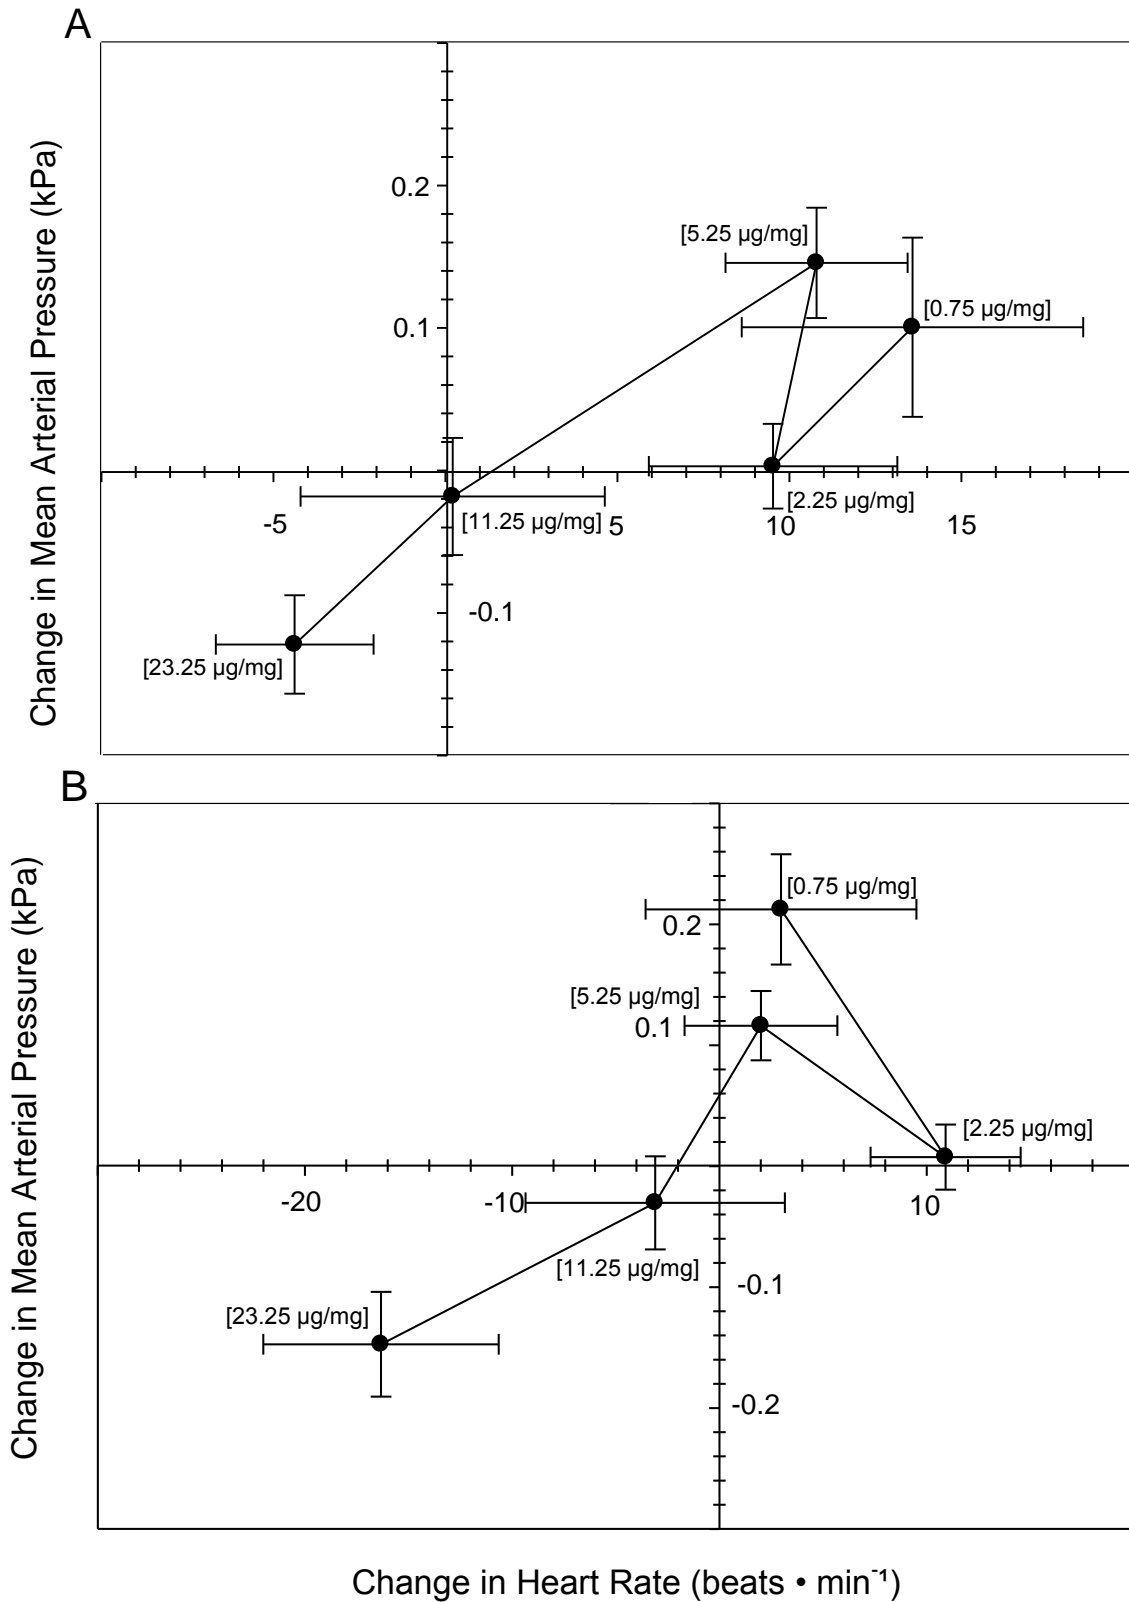 A
Change in Mean Arterial Pressure (kPa)
0.2
[5.25 µg/mg]
[0.75 µg/mg]
0.1
[2.25 µg/mg]
-5
[11.25 µg/mg]
5
10
15
-0.1
[23.25 µg/mg]
B
Change in Mean Arterial Pressure (kPa)
[0.75 µg/mg]
0.2
[5.25 µg/mg]
0.1
[2.25 µg/mg]
-20
-10
10
[11.25 µg/mg]
-0.1
[23.25 µg/mg]
-0.2
Change in Heart Rate (beats • min⁻¹)